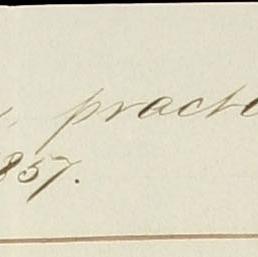 , practi
857.